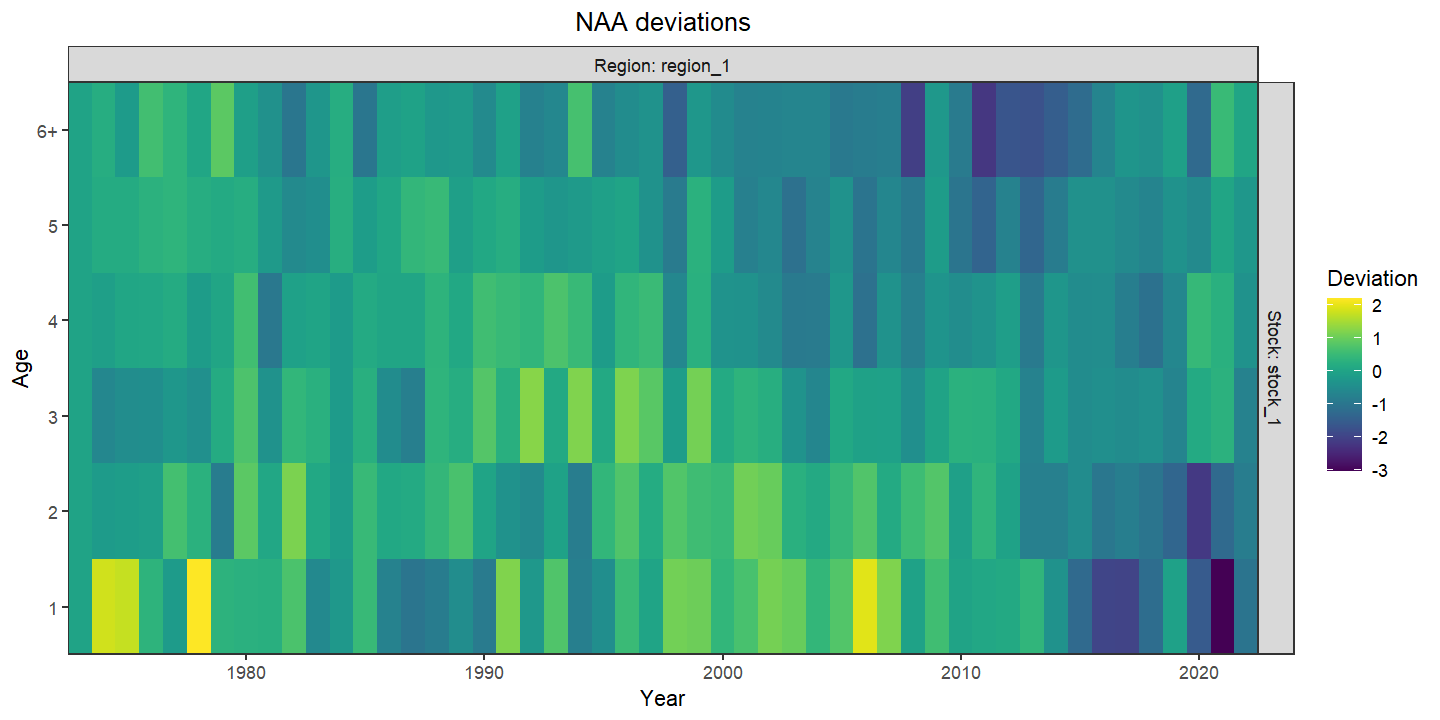 NAA deviations
Region: region_1
Stock: stock_1
Age
6+
5
4
3
2
1
1980
1990
2000
2010
2020
Year
Deviation
2
1
0
-1
-2
-3